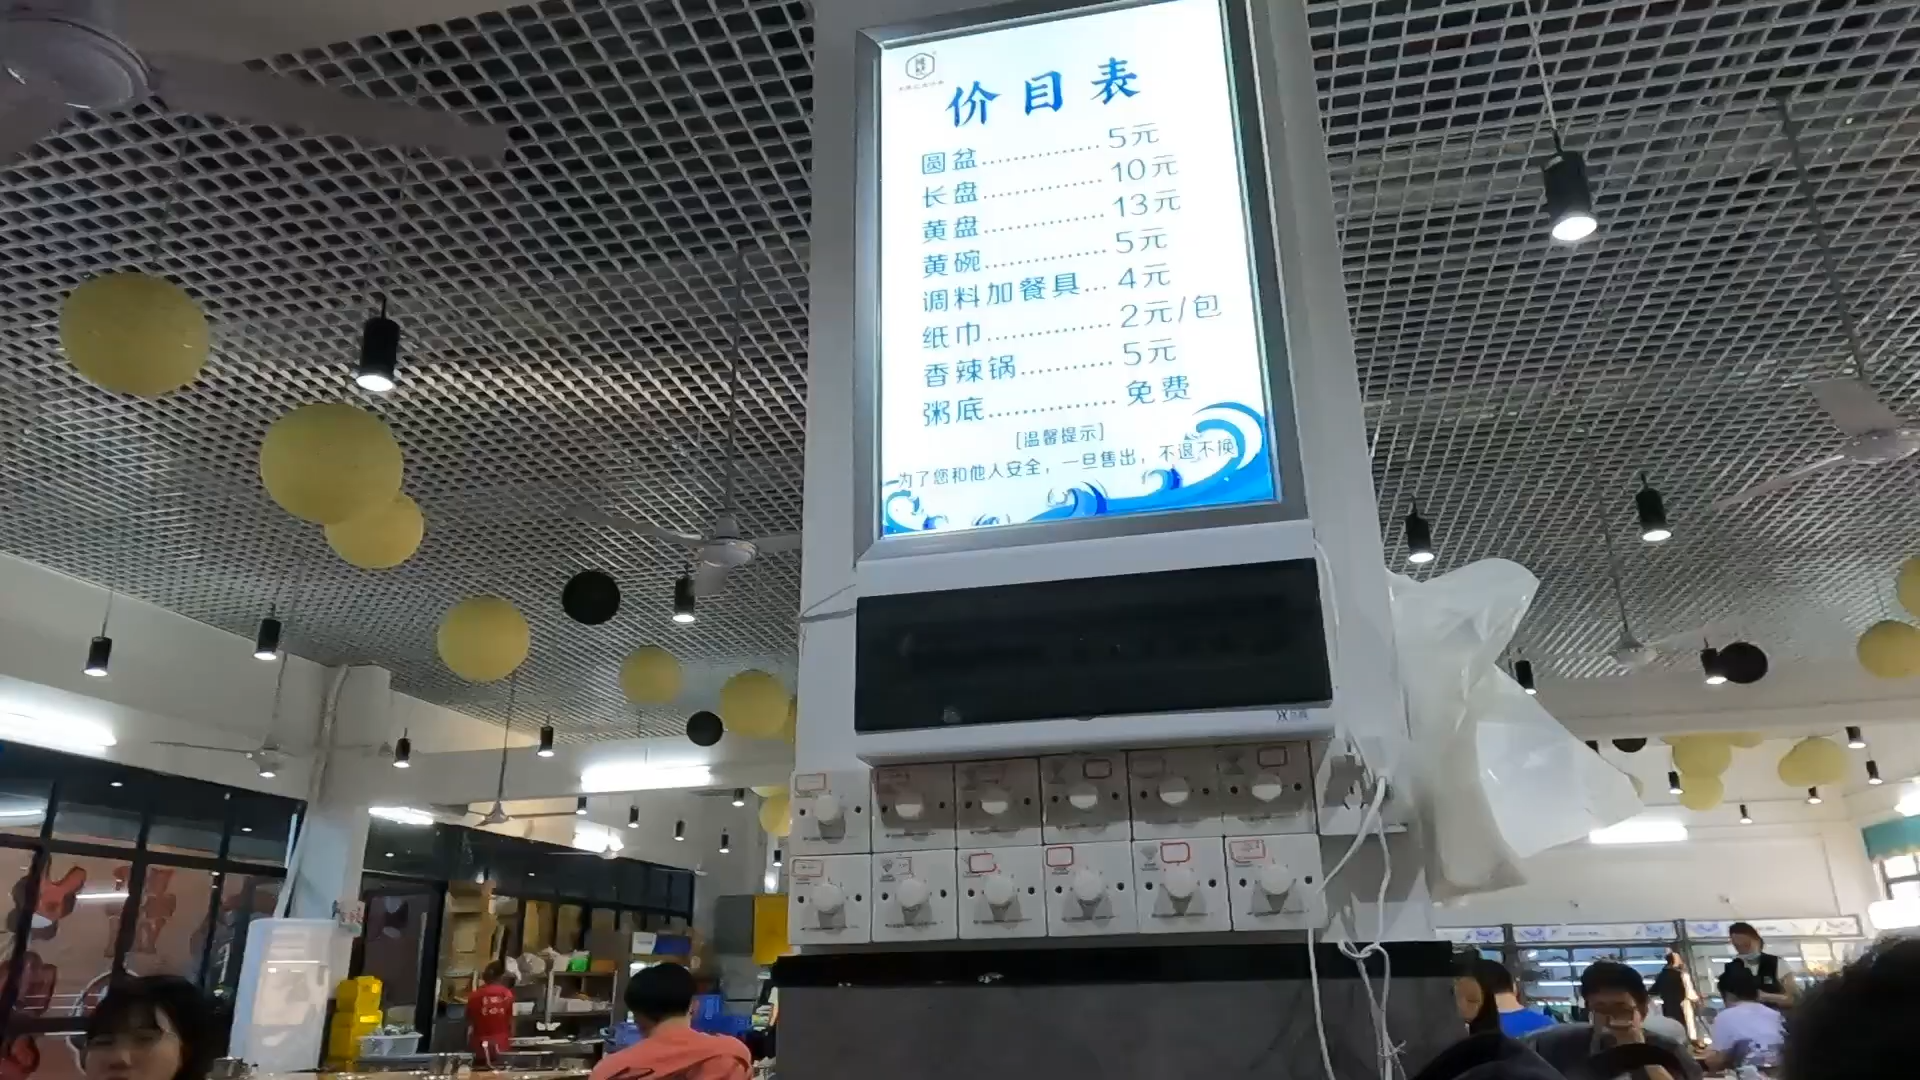 价目表
圆盆...............5元
长盘...............10元
黄盘...............13元
黄碗...............5元
调料加餐具...4元
纸巾...............2元/包
香辣锅............5元
粥底................免费
[温馨提示]
为了您和他人安全，一旦售出，不退不换